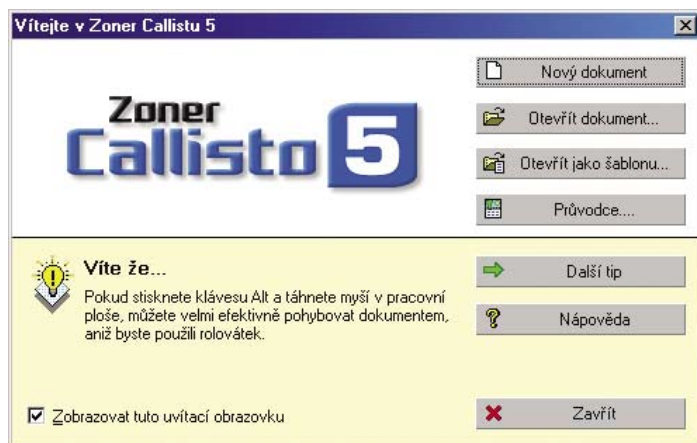 Vítejte v Zoner Callistu 5
Zoner
Callisto 5
Nový dokument
Otevřít dokument...
Otevřít jako šablonu...
Průvodce....
Víte že...
Pokud stisknete klávesu Alt a táhnete myší v pracovní
ploše, můžete velmi efektivně pohybovat dokumentem,
aniž byste použili rolovátek.
Další tip
Nápověda
Zobrazovat tuto uvítací obrazovku
Zavřít